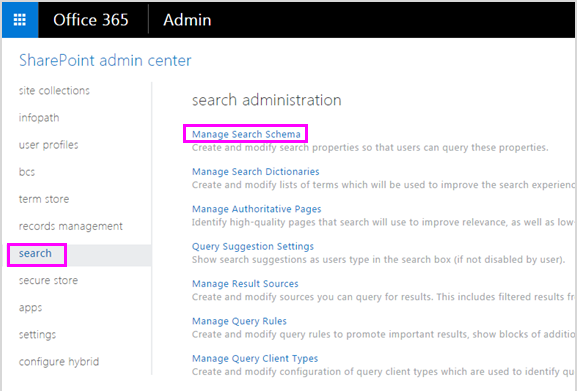 Office 365 Admin
SharePoint admin center
site collections
infopath
user profiles
bcs
term store
records management
search
secure store
apps
settings
configure hybrid
search administration
Manage Search Schema
Create and modify search properties so that users can query these properties.
Manage Search Dictionaries
Create and modify lists of terms which will be used to improve the search experienc
Manage Authoritative Pages
Identify high-quality pages that search will use to improve relevance, as well as low
Query Suggestion Settings
Show search suggestions as users type in the search box (if not disabled by user).
Manage Result Sources
Create and modify sources you can query for results. This includes filtered results fr
Manage Query Rules
Create and modify query rules to promote important results, show blocks of addition
Manage Query Client Types
Create and modify configuration of query client types which are used to identify qu